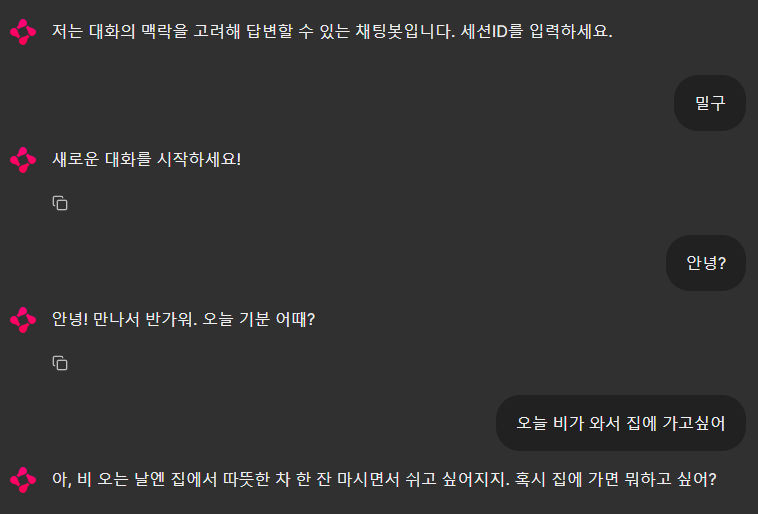 저는 대화의 맥락을 고려해 답변할 수 있는 채팅봇입니다. 세션ID를 입력하세요.
밀구
새로운 대화를 시작하세요!
안녕?
안녕! 만나서 반가워. 오늘 기분 어때?
오늘 비가 와서 집에 가고싶어
아, 비 오는 날엔 집에서 따뜻한 차 한 잔 마시면서 쉬고 싶어지지. 혹시 집에 가면 뭐하고 싶어?